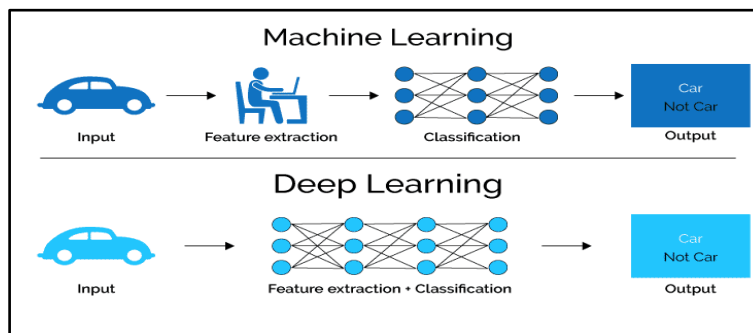 Machine Learning
Input
Feature extraction
Classification
Car
Not Car
Output
Deep Learning
Input
Feature extraction + Classification
Car
Not Car
Output